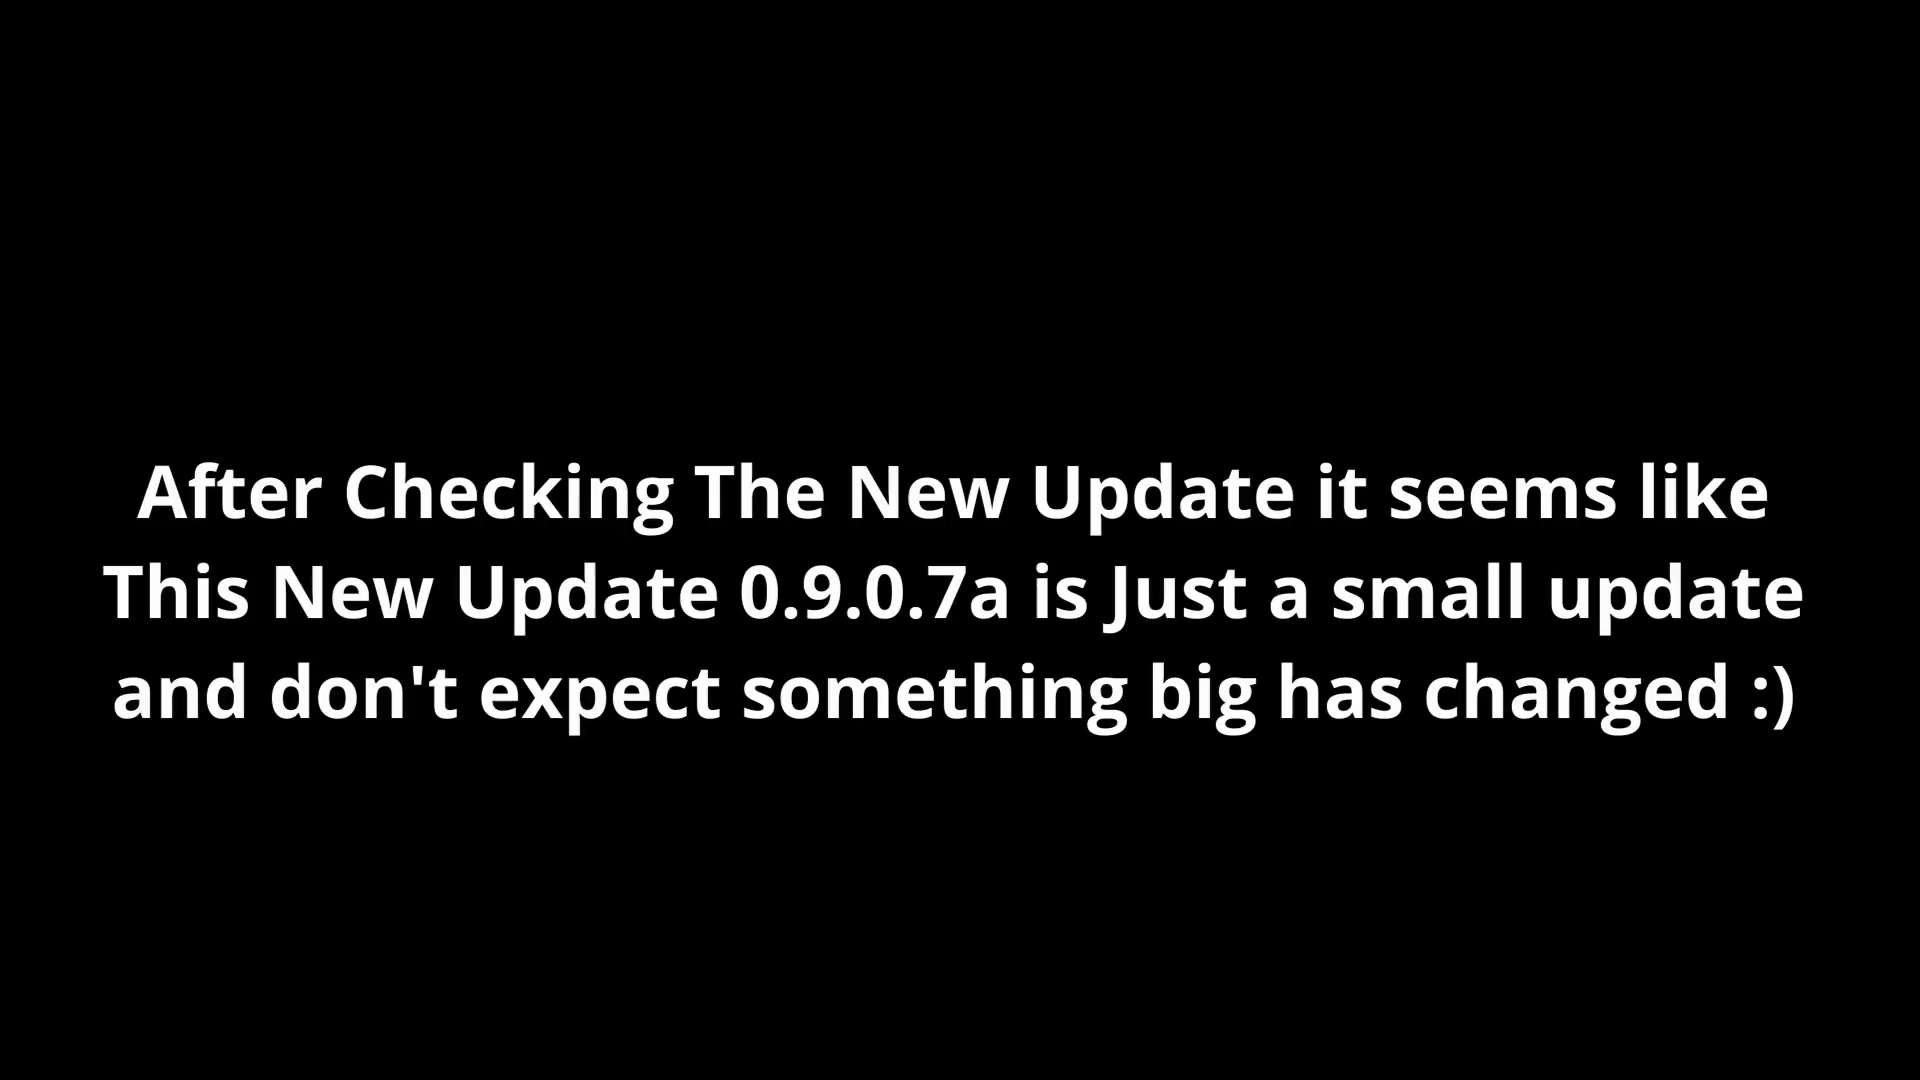 After Checking The New Update it seems like
This New Update 0.9.0.7a is Just a small update
and don't expect something big has changed :)